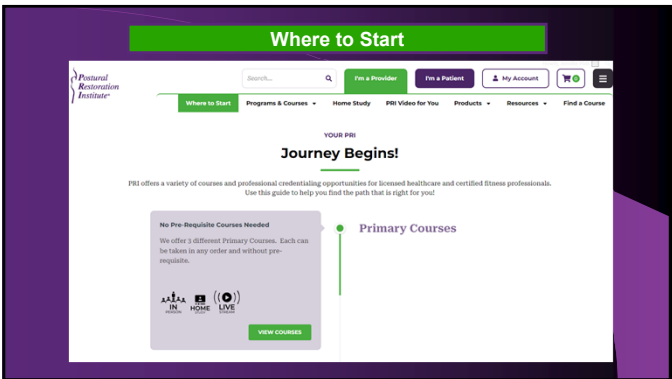 Where to Start
Postural
Restoration
Institute
Search...
I'm a Provider
I'm a Patient
My Account
0
Where to Start
Programs & Courses
Home Study
PRI Video for You
Products
Resources
Find a Course
YOUR PRI
Journey Begins!
PRI offers a variety of courses and professional credentialing opportunities for licensed healthcare and certified fitness professionals.
Use this guide to help you find the path that is right for you!
No Pre-Requisite Courses Needed
We offer 3 different Primary Courses. Each can
be taken in any order and without pre-
requisite.
IN
PERSON
HOME
STUDY
LIVE
STREAM
VIEW COURSES
Primary Courses